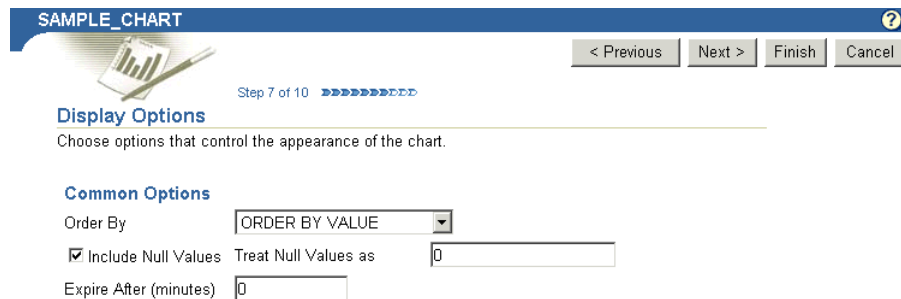 SAMPLE_CHART ?
< Previous Next > Finish Cancel
Step 7 of 10
Display Options
Choose options that control the appearance of the chart.
Common Options
Order By ORDER BY VALUE
Include Null Values Treat Null Values as 0
Expire After (minutes) 0